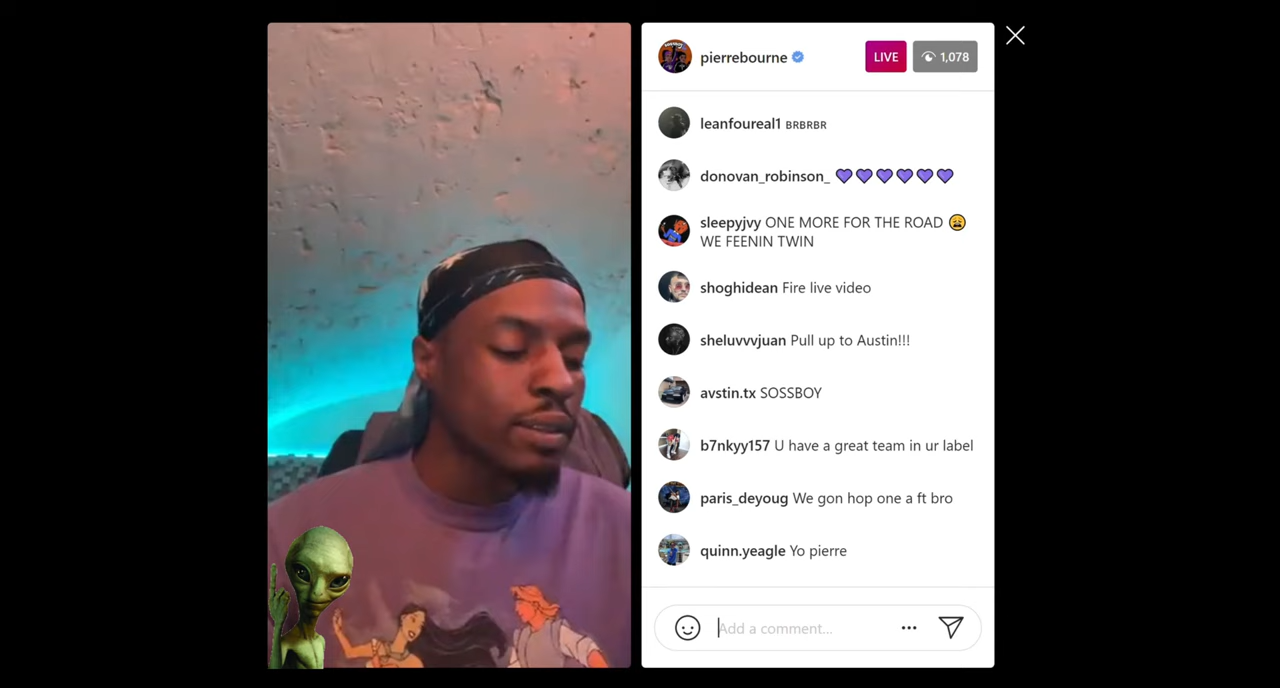 pierrebourne
LIVE
1,078
leanfoureal1 BRBRBR
donovan_robinson_ 💜💜💜💜💜💜
sleepyjvy ONE MORE FOR THE ROAD 😩
WE FEENIN TWIN
shoghidean Fire live video
sheluvvvjuan Pull up to Austin!!!
avstin.tx SOSSBOY
b7nkyy157 U have a great team in ur label
paris_deyoug We gon hop one a ft bro
quinn.yeagle Yo pierre
Add a comment...